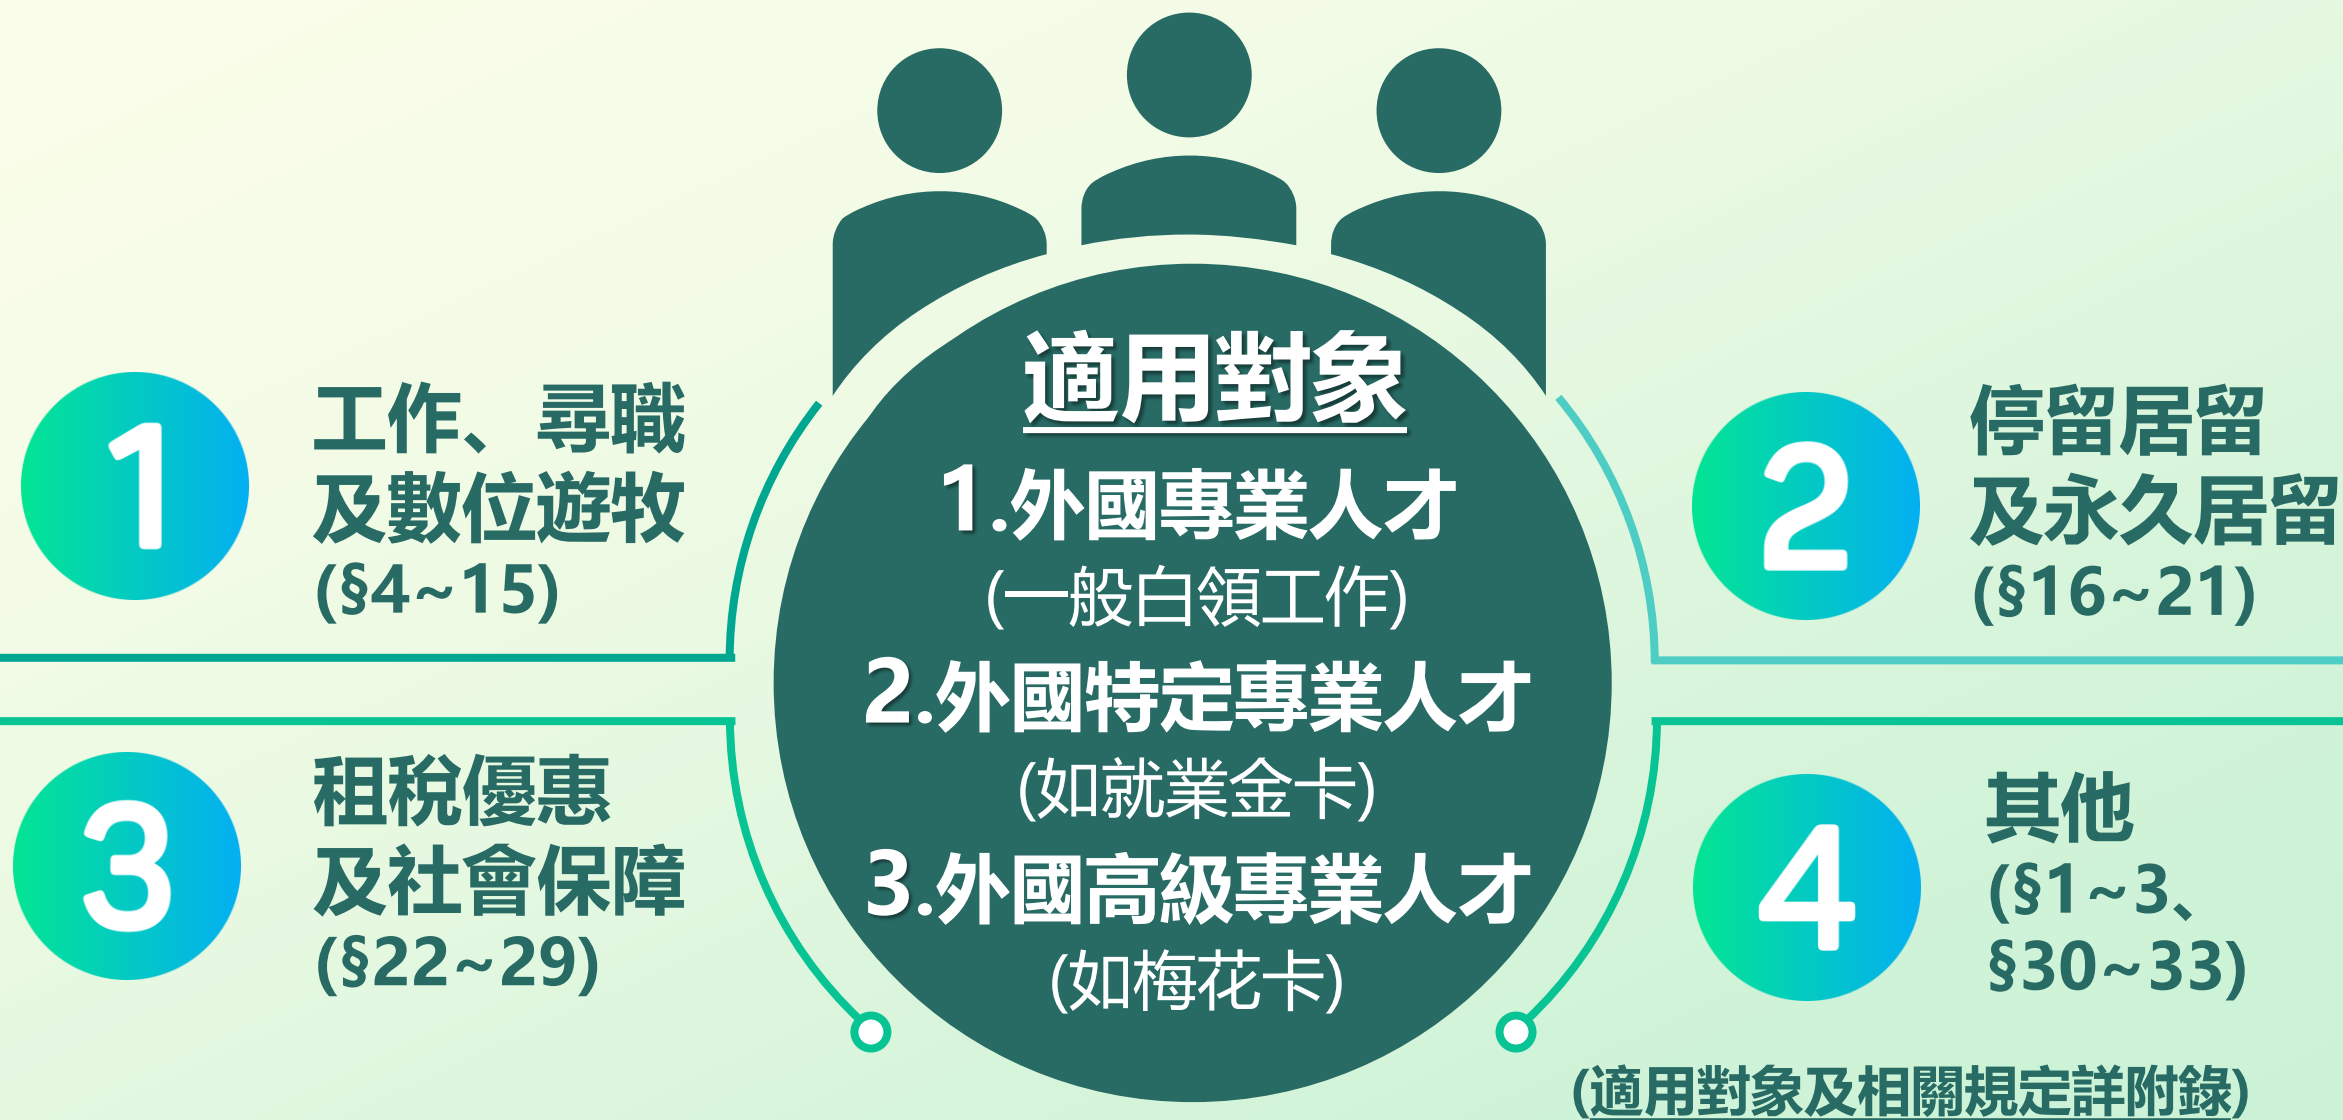 適用對象
1.外國專業人才
(一般白領工作)
2.外國特定專業人才
(如就業金卡)
3.外國高級專業人才
(如梅花卡)
1
工作、尋職
及數位遊牧
(§4~15)
2
停留居留
及永久居留
(§16~21)
3
租稅優惠
及社會保障
(§22~29)
4
其他
(§1~3、
§30~33)
(適用對象及相關規定詳附錄)